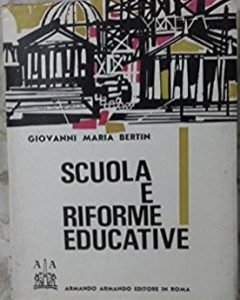 GIOVANNI MARIA BERTIN
SCUOLA
E
RIFORME
EDUCATIVE
A A
ARMANDO ARMANDO EDITORE IN ROMA